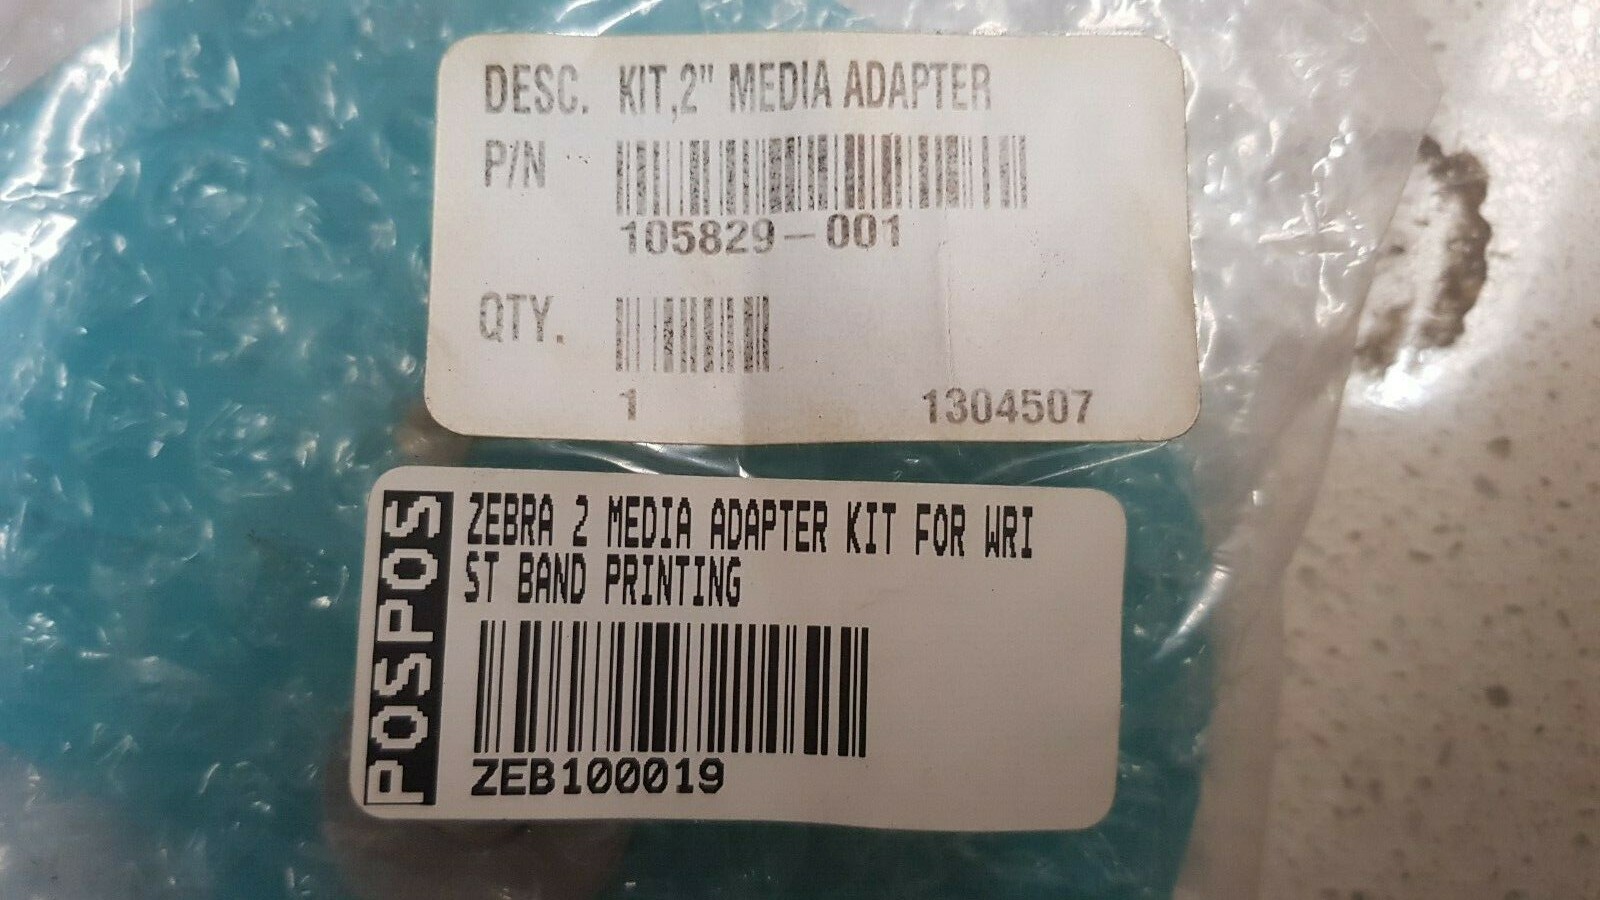 DESC. KIT,2" MEDIA ADAPTER
P/N
105829-001
QTY.
1 1304507
POSPOS
ZEBRA 2 MEDIA ADAPTER KIT FOR WRI
ST BAND PRINTING
ZEB100019